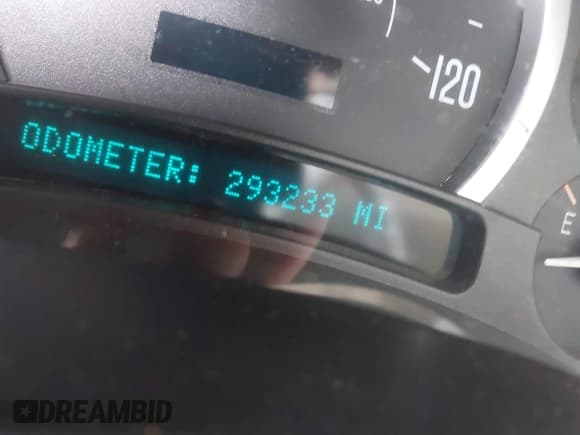 120
ODOMETER: 293233 MI
E
DREAMBID